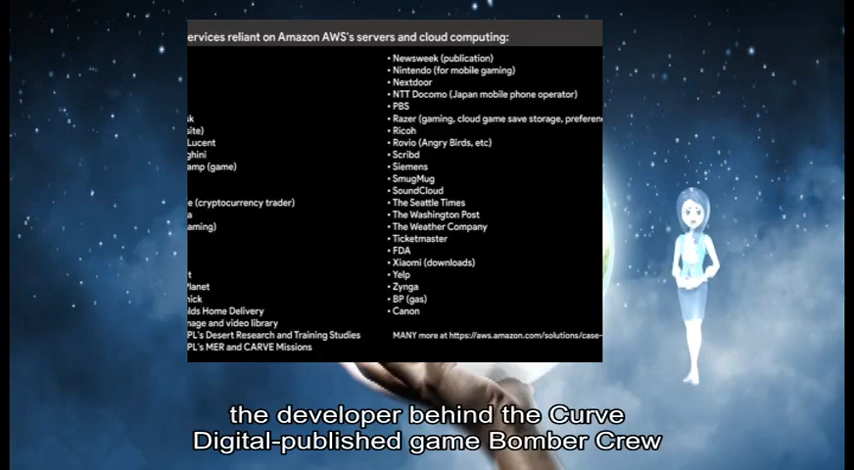 ervices reliant on Amazon AWS's servers and cloud computing:
sk
site)
Lucent
ghini
amp (game)
e (cryptocurrency trader)
a
aming)
t
Planet
nick
lds Home Delivery
mage and video library
PL's Desert Research and Training Studies
PL's MER and CARVE Missions
• Newsweek (publication)
• Nintendo (for mobile gaming)
• Nextdoor
• NTT Docomo (Japan mobile phone operator)
• PBS
• Razer (gaming, cloud game save storage, preferen
• Ricoh
• Rovio (Angry Birds, etc)
• Scribd
• Siemens
• SmugMug
• SoundCloud
• The Seattle Times
• The Washington Post
• The Weather Company
• Ticketmaster
• FDA
• Xiaomi (downloads)
• Yelp
• Zynga
• BP (gas)
• Canon
MANY more at https://aws.amazon.com/solutions/case-
the developer behind the Curve
Digital-published game Bomber Crew